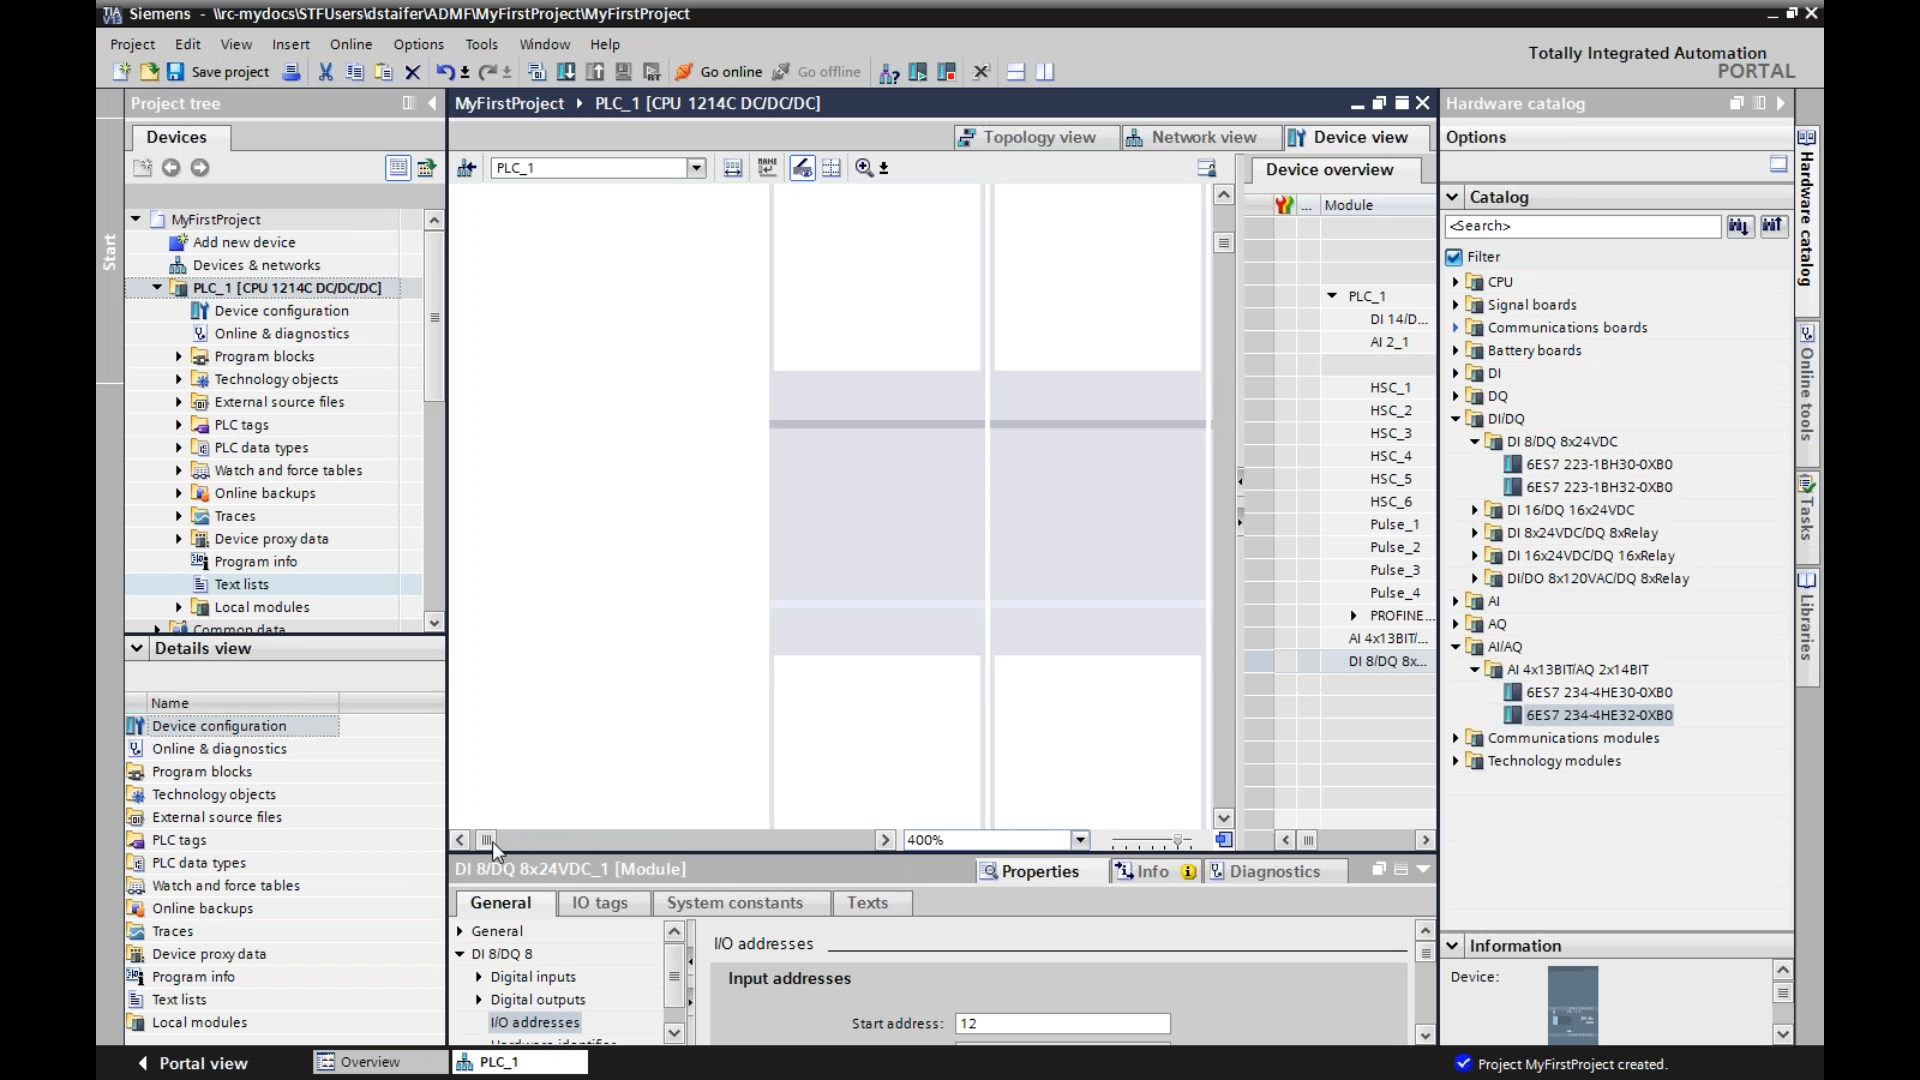 Siemens - \\rc-mydocs\STFUsers\dstaifer\ADMF\MyFirstProject\MyFirstProject
Project Edit View Insert Online Options Tools Window Help
Totally Integrated Automation
PORTAL
Save project
Go online
Go offline
Project tree
Devices
Start
MyFirstProject
Add new device
Devices & networks
PLC_1 [CPU 1214C DC/DC/DC]
Device configuration
Online & diagnostics
Program blocks
Technology objects
External source files
PLC tags
PLC data types
Watch and force tables
Online backups
Traces
Device proxy data
Program info
Text lists
Local modules
Common data
Details view
Name
Device configuration
Online & diagnostics
Program blocks
Technology objects
External source files
PLC tags
PLC data types
Watch and force tables
Online backups
Traces
Device proxy data
Program info
Text lists
Local modules
MyFirstProject PLC_1 [CPU 1214C DC/DC/DC]
Topology view
Network view
Device view
PLC_1
400%
Device overview
... Module
PLC_1
DI 14/D...
AI 2_1
HSC_1
HSC_2
HSC_3
HSC_4
HSC_5
HSC_6
Pulse_1
Pulse_2
Pulse_3
Pulse_4
PROFINE...
AI 4x13BIT/...
DI 8/DQ 8x...
DI 8/DQ 8x24VDC_1 [Module]
Properties
Info
Diagnostics
General
IO tags
System constants
Texts
General
DI 8/DQ 8
Digital inputs
Digital outputs
I/O addresses
Hardware identifier
I/O addresses
Input addresses
Start address: 12
Hardware catalog
Options
Catalog
<Search>
Filter
CPU
Signal boards
Communications boards
Battery boards
DI
DQ
DI/DQ
DI 8/DQ 8x24VDC
6ES7 223-1BH30-0XB0
6ES7 223-1BH32-0XB0
DI 16/DQ 16x24VDC
DI 8x24VDC/DQ 8xRelay
DI 16x24VDC/DQ 16xRelay
DI/DO 8x120VAC/DQ 8xRelay
AI
AQ
AI/AQ
AI 4x13BIT/AQ 2x14BIT
6ES7 234-4HE30-0XB0
6ES7 234-4HE32-0XB0
Communications modules
Technology modules
Information
Device:
Hardware catalog
Online tools
Tasks
Libraries
Portal view
Overview
PLC_1
Project MyFirstProject created.